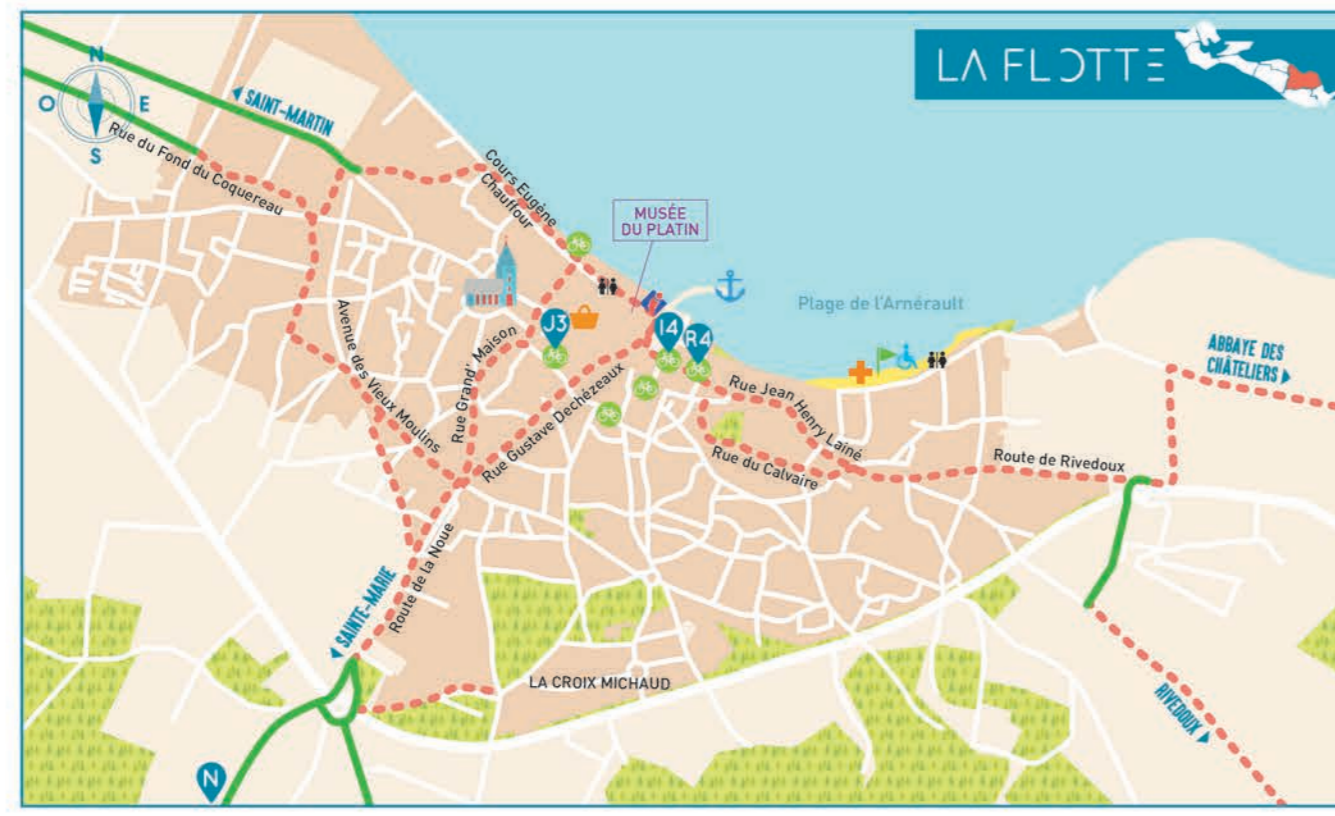 LA FLOTTE
N
O
E
S
SAINT-MARTIN
Rue du Fond du Coquereau
Cours Eugène
Chauffour
MUSÉE
DU PLATIN
Plage de l'Arnérault
ABBAYE DES
CHÂTELIERS
J3
I4
R4
Avenue des Vieux Moulins
Rue Grand' Maison
Rue Gustave Dechézeaux
Rue Jean Henry Lainé
Rue du Calvaire
Route de Rivedoux
Route de la Noue
SAINTE-MARIE
LA CROIX MICHAUD
RIVEDOUX
N